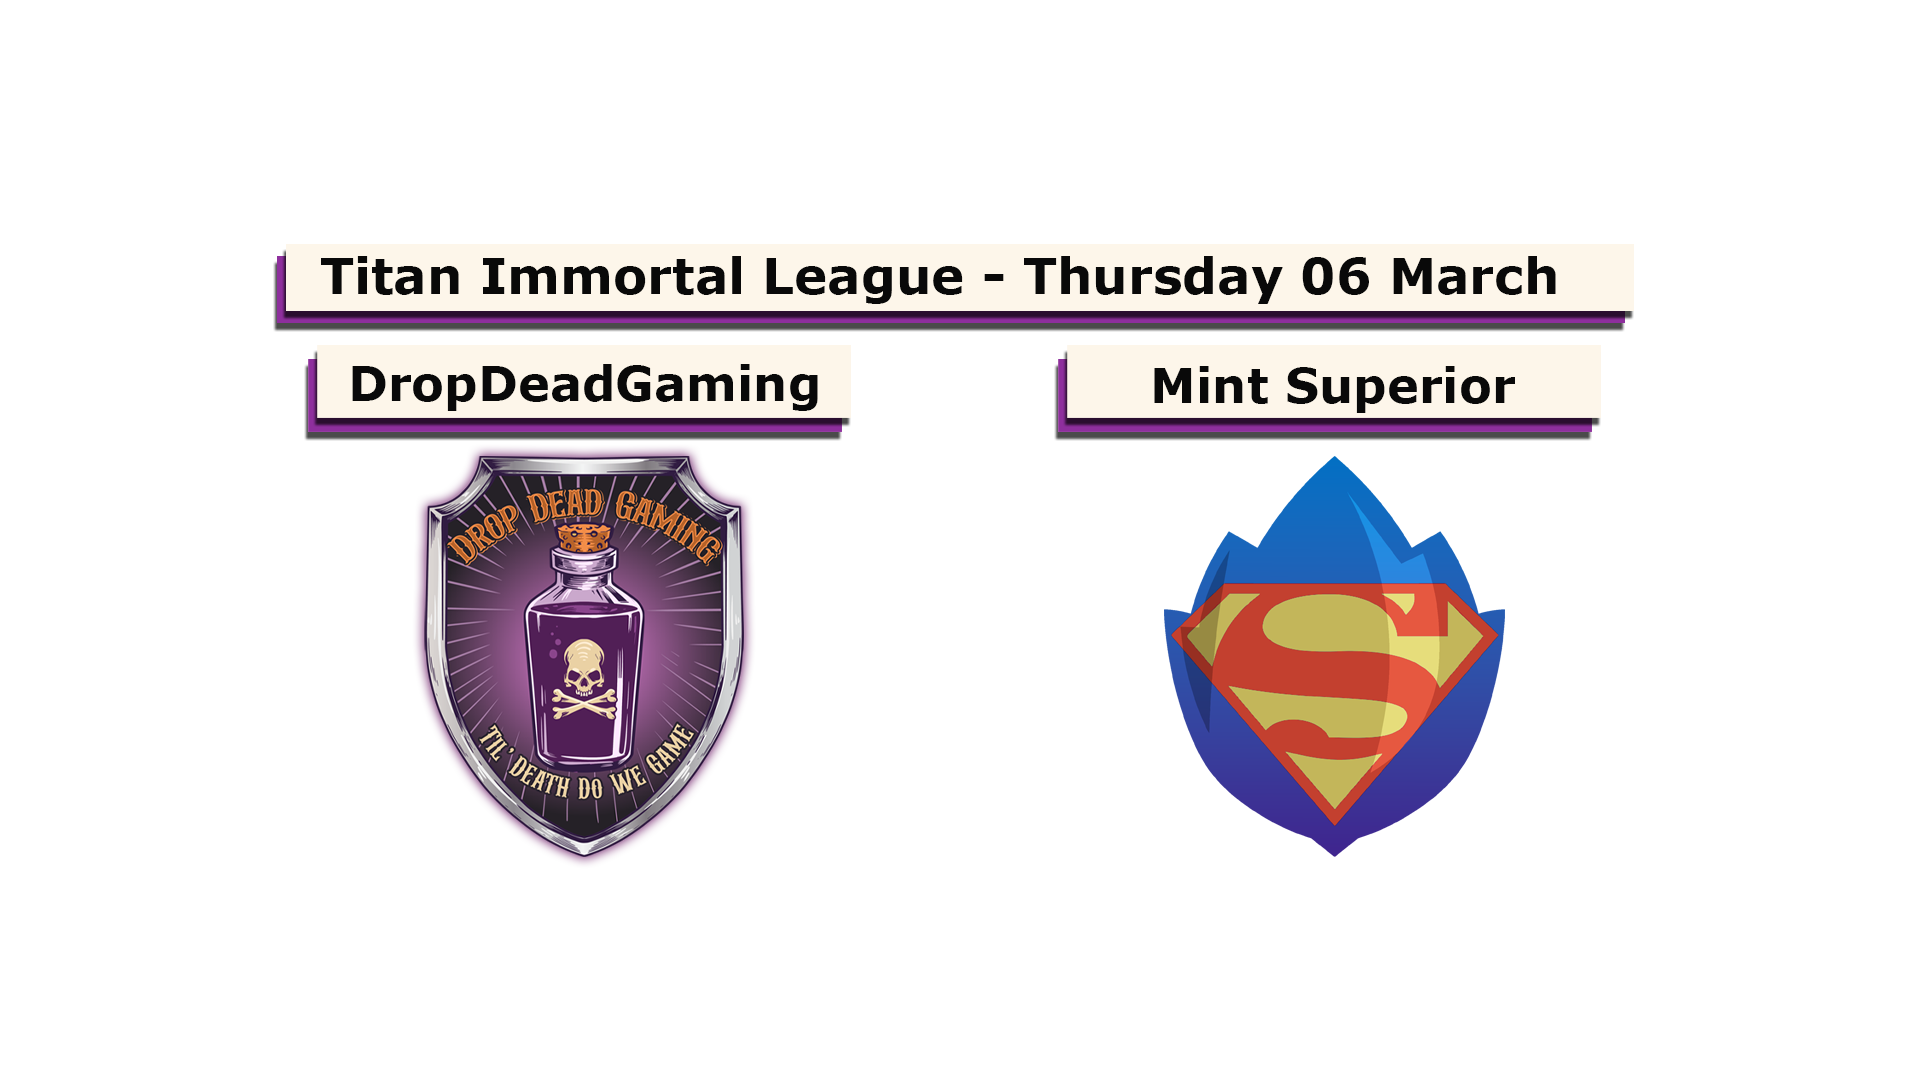 Titan Immortal League - Thursday 06 March
DropDeadGaming
Mint Superior
DROP DEAD GAMING
TIL' DEATH DO WE GAME
S